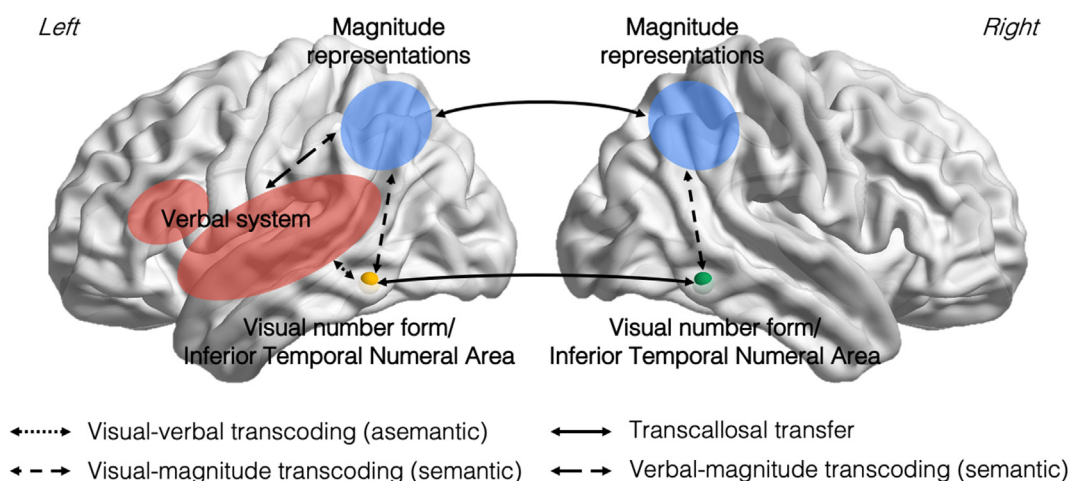 Left
Magnitude
representations
Magnitude
representations
Right
Verbal system
Visual number form/
Inferior Temporal Numeral Area
Visual number form/
Inferior Temporal Numeral Area
Visual-verbal transcoding (asemantic)
Transcallosal transfer
Visual-magnitude transcoding (semantic)
Verbal-magnitude transcoding (semantic)